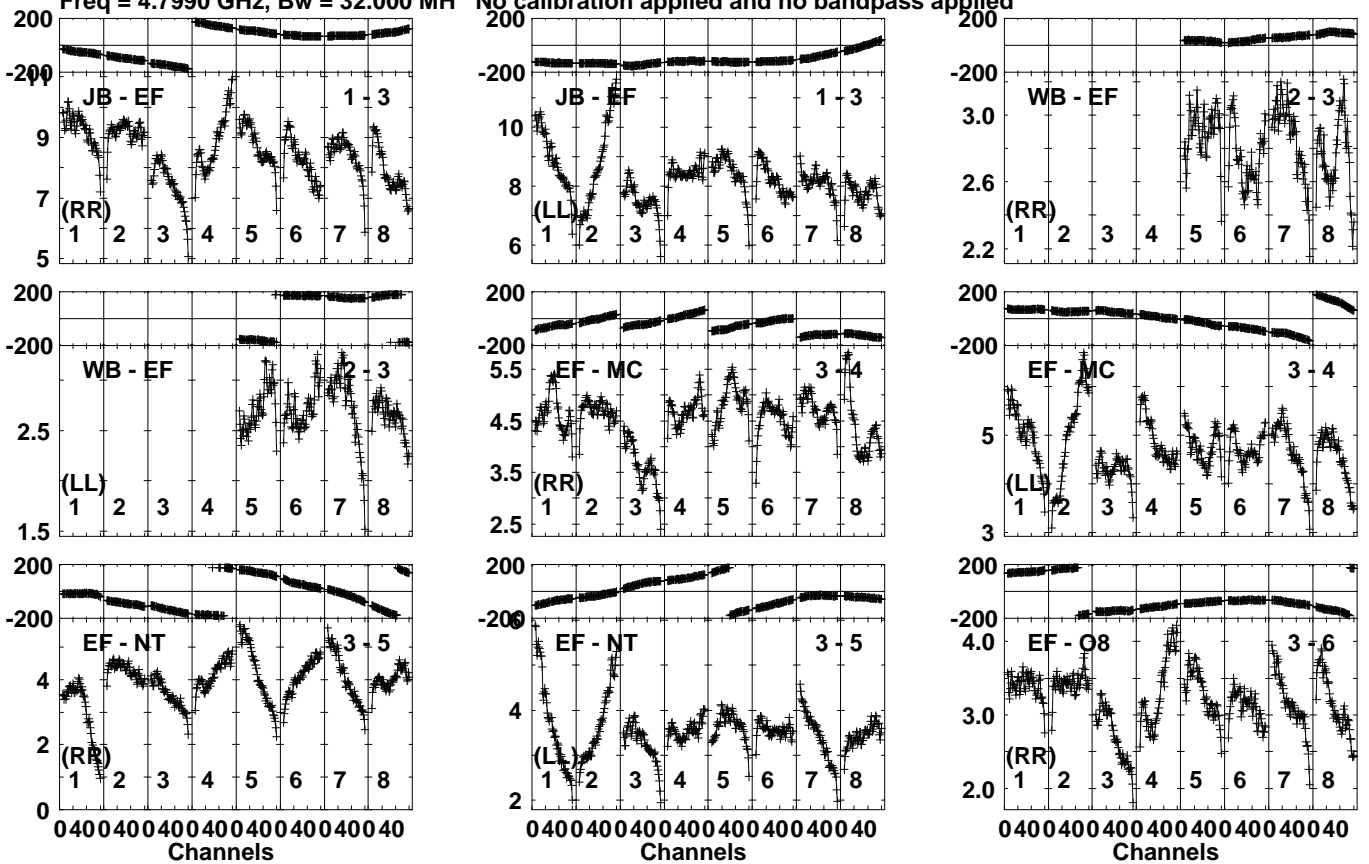 Freq = 4.7990 GHz, Bw = 32.000 MH No calibration applied and no bandpass applied
200 200 200
-200 -200 -200
JB - EF 1 - 3
11
9
7
5
(RR)
1 2 3 4 5 6 7 8
JB - EF 1 - 3
10
8
6
(LL)
1 2 3 4 5 6 7 8
WB - EF 2 - 3
3.0
2.6
2.2
(RR)
1 2 3 4 5 6 7 8
200 200 200
-200 -200 -200
WB - EF 2 - 3
2.5
1.5
(LL)
1 2 3 4 5 6 7 8
EF - MC 3 - 4
5.5
4.5
3.5
2.5
(RR)
1 2 3 4 5 6 7 8
EF - MC 3 - 4
5
3
(LL)
1 2 3 4 5 6 7 8
200 200 200
-200 -200 -200
EF - NT 3 - 5
4
2
0
(RR)
1 2 3 4 5 6 7 8
EF - NT 3 - 5
6
4
2
(LL)
1 2 3 4 5 6 7 8
EF - O8 3 - 6
4.0
3.0
2.0
(RR)
1 2 3 4 5 6 7 8
0 40 0 40 0 40 0 40 0 40 0 40 0 40 0 40
Channels
0 40 0 40 0 40 0 40 0 40 0 40 0 40 0 40
Channels
0 40 0 40 0 40 0 40 0 40 0 40 0 40 0 40
Channels